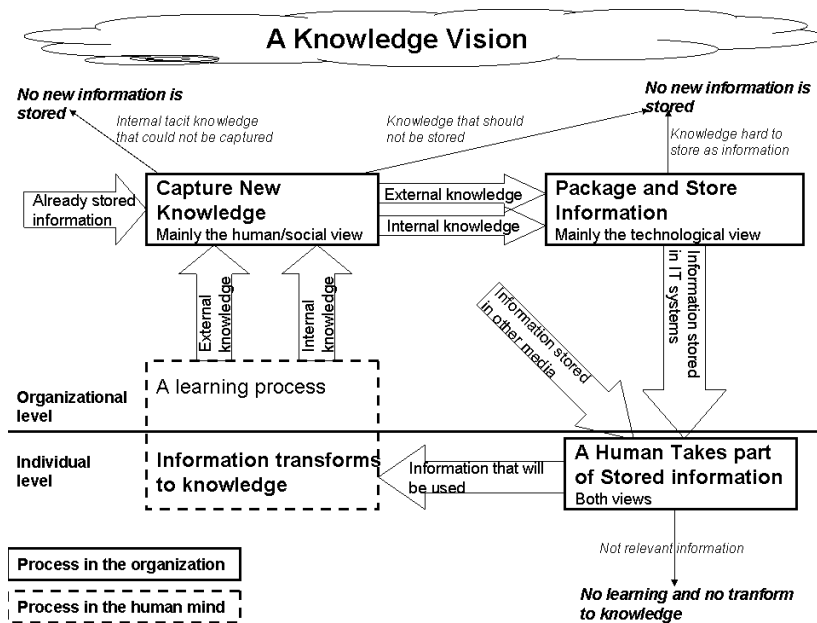 A Knowledge Vision
No new information is
stored
Internal tacit knowledge
that could not be captured
Knowledge that should
not be stored
No new information is
stored
Knowledge hard to
store as information
Already stored
information
Capture New
Knowledge
Mainly the human/social view
External knowledge
Internal knowledge
Package and Store
Information
Mainly the technological view
External
knowledge
Internal
knowledge
Information stored
in other media
Information stored
in IT systems
A learning process
Organizational
level
Individual
level
Information transforms
to knowledge
Information that will
be used
A Human Takes part
of Stored information
Both views
Not relevant information
No learning and no tranform
to knowledge
Process in the organization
Process in the human mind